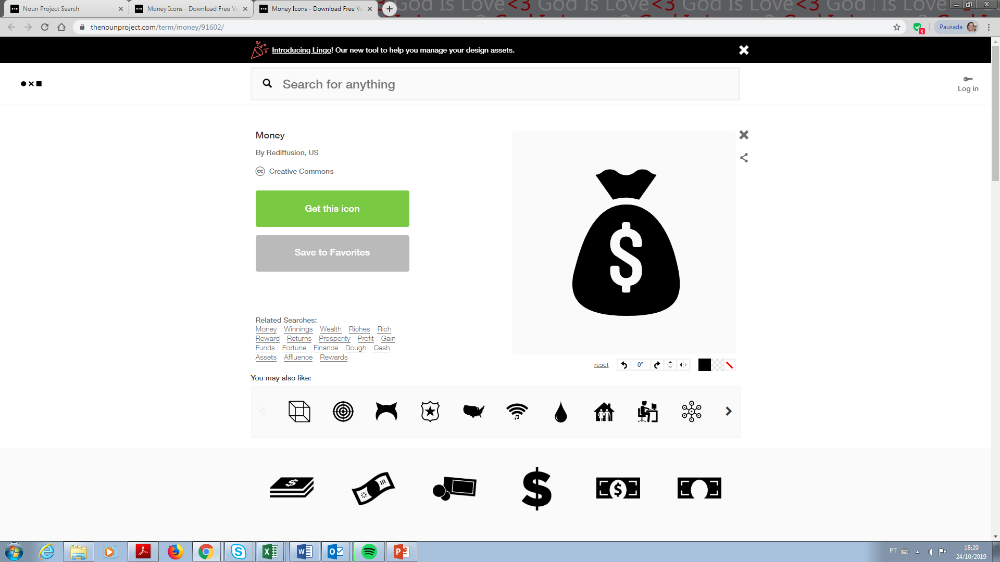 God Is Love<3 God Is Love<3 God Is Love<3 God Is Love
Noun Project Search
Money Icons - Download Free Ve
Money Icons - Download Free Ve
thenounproject.com/term/money/91602/
Pausada
3
Introducing Lingo! Our new tool to help you manage your design assets.
Search for anything
Log in
Money
By Rediffusion, US
cc Creative Commons
Get this icon
Save to Favorites
$
Related Searches:
Money Winnings Wealth Riches Rich
Reward Returns Prosperity Profit Gain
Funds Fortune Finance Dough Cash
Assets Affluence Rewards
reset 0°
You may also like:
$ $ $
PT
18:29
24/10/2019